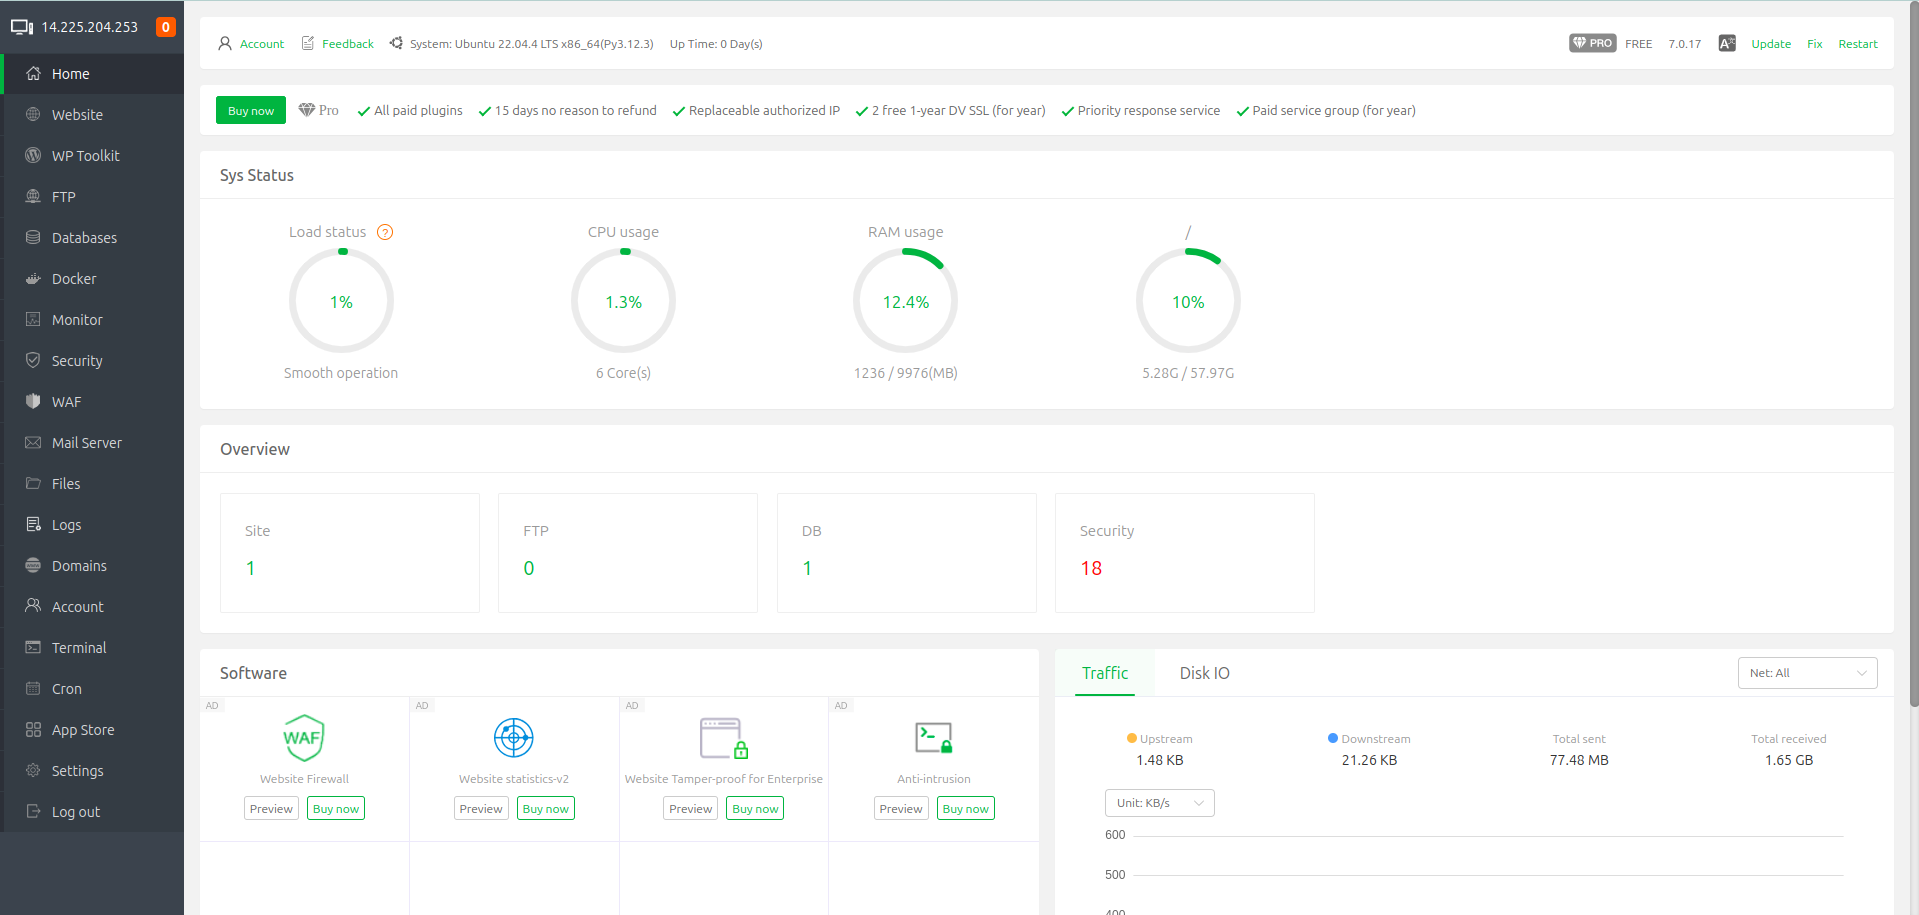 14.225.204.253 0
Home
Website
WP Toolkit
FTP
Databases
Docker
Monitor
Security
WAF
Mail Server
Files
Logs
Domains
Account
Terminal
Cron
App Store
Settings
Log out
Account Feedback System: Ubuntu 22.04.4 LTS x86_64(Py3.12.3) Up Time: 0 Day(s) PRO FREE 7.0.17 Update Fix Restart
Buy now Pro All paid plugins 15 days no reason to refund Replaceable authorized IP 2 free 1-year DV SSL (for year) Priority response service Paid service group (for year)
Sys Status
Load status ? CPU usage RAM usage /
1% 1.3% 12.4% 10%
Smooth operation 6 Core(s) 1236 / 9976(MB) 5.28G / 57.97G
Overview
Site FTP DB Security
1 0 1 18
Software
AD AD AD AD
WAF
Website Firewall Website statistics-v2 Website Tamper-proof for Enterprise Anti-intrusion
Preview Buy now Preview Buy now Preview Buy now Preview Buy now
Traffic Disk IO Net: All
Upstream Downstream Total sent Total received
1.48 KB 21.26 KB 77.48 MB 1.65 GB
Unit: KB/s
600
500
400